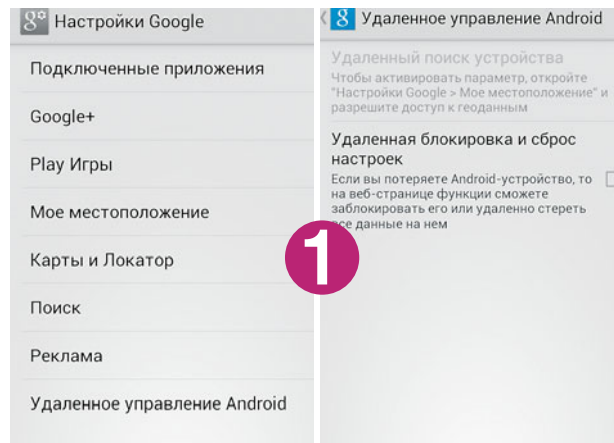 Настройки Google
Подключенные приложения
Google+
Play Игры
Мое местоположение
Карты и Локатор
Поиск
Реклама
Удаленное управление Android
Удаленное управление Android
Удаленный поиск устройства
Чтобы активировать параметр, откройте
"Настройки Google > Мое местоположение" и
разрешите доступ к геоданным
Удаленная блокировка и сброс
настроек
Если вы потеряете Android-устройство, то
на веб-странице функции сможете
заблокировать его или удаленно стереть
все данные на нем
1